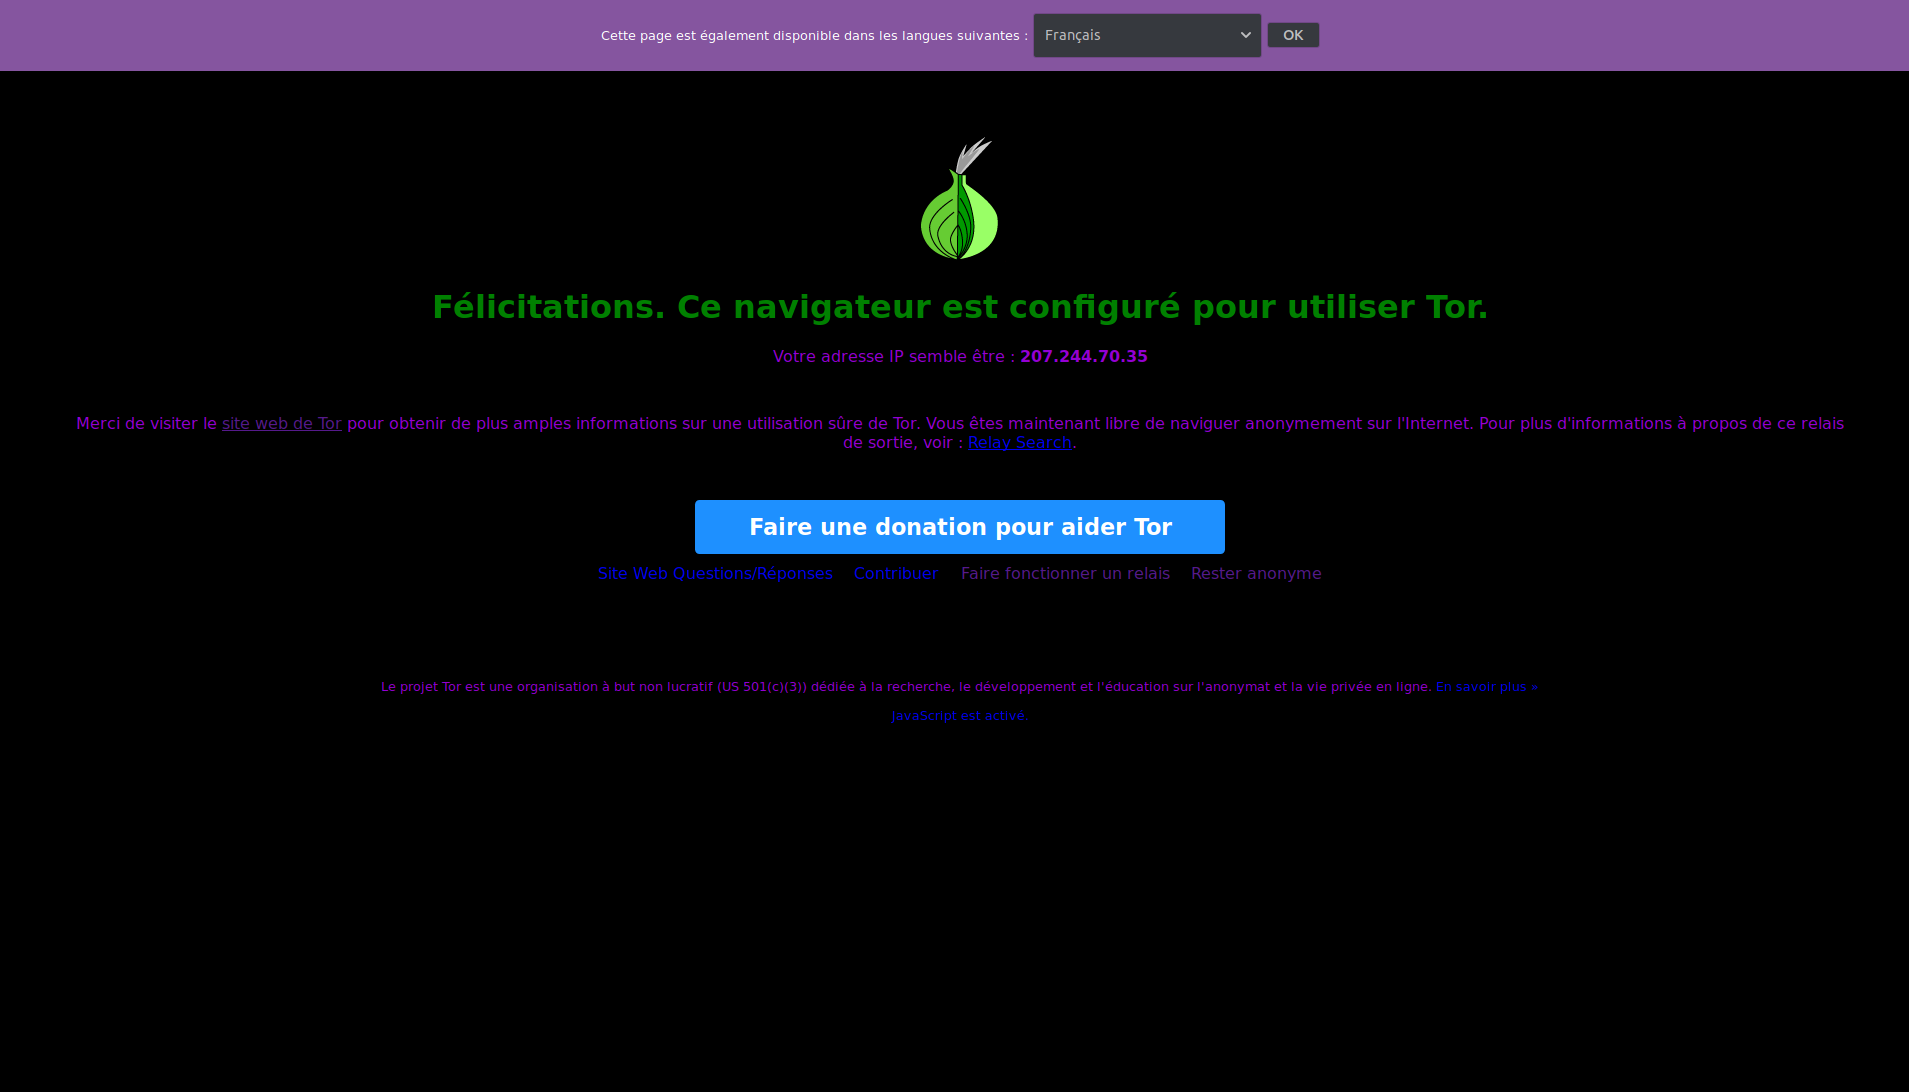 Cette page est également disponible dans les langues suivantes : Français OK
Félicitations. Ce navigateur est configuré pour utiliser Tor.
Votre adresse IP semble être : 207.244.70.35
Merci de visiter le site web de Tor pour obtenir de plus amples informations sur une utilisation sûre de Tor. Vous êtes maintenant libre de naviguer anonymement sur l'Internet. Pour plus d'informations à propos de ce relais
de sortie, voir : Relay Search.
Faire une donation pour aider Tor
Site Web Questions/Réponses Contribuer Faire fonctionner un relais Rester anonyme
Le projet Tor est une organisation à but non lucratif (US 501(c)(3)) dédiée à la recherche, le développement et l'éducation sur l'anonymat et la vie privée en ligne. En savoir plus »
JavaScript est activé.